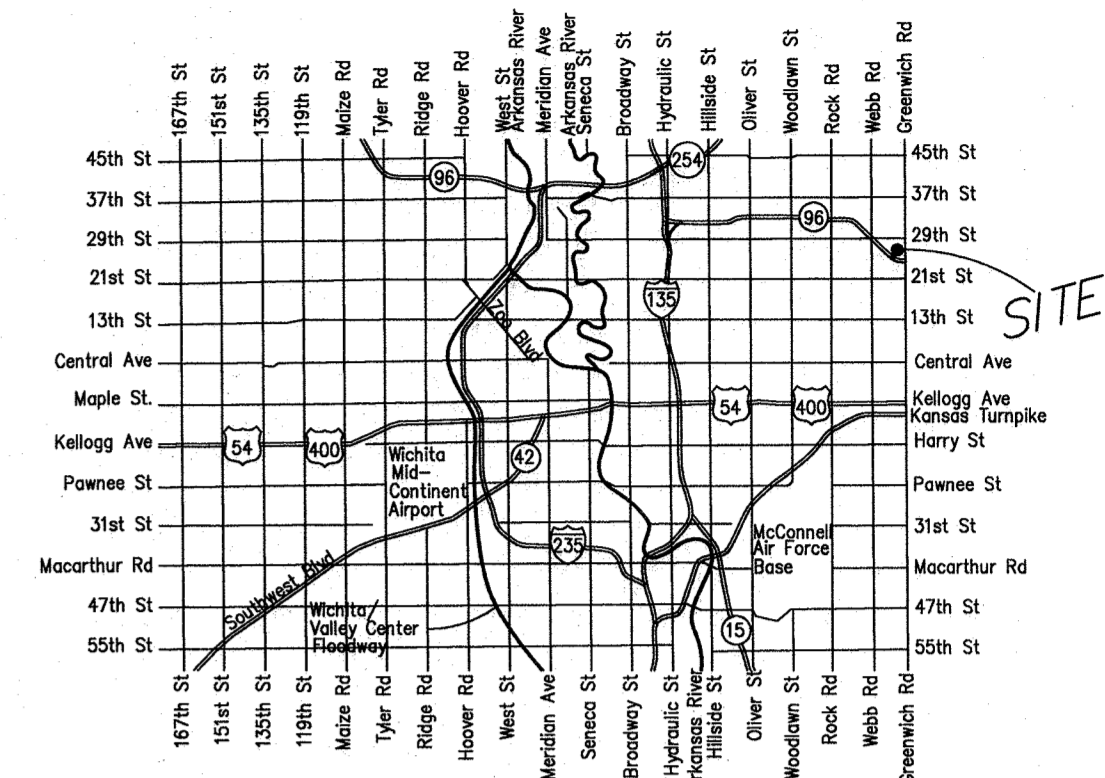 167th St
151st St
135th St
119th St
Maize Rd
Tyler Rd
Ridge Rd
Hoover Rd
West St
Arkansas River
Meridian Ave
Arkansas River
Seneca St
Broadway St
Hydraulic St
Hillside St
Oliver St
Woodlawn St
Rock Rd
Webb Rd
Greenwich Rd
45th St
37th St
29th St
21st St
13th St
Central Ave
Maple St.
Kellogg Ave
Pawnee St
31st St
Macarthur Rd
47th St
55th St
96
254
96
135
Zoo Blvd
54
400
54
400
42
Wichita
Mid-
Continent
Airport
235
McConnell
Air Force
Base
Southwest Blvd
Wichita
Valley Center
Floodway
15
45th St
37th St
29th St
21st St
SITE
13th St
Central Ave
Kellogg Ave
Kansas Turnpike
Harry St
Pawnee St
31st St
Macarthur Rd
47th St
55th St
167th St
151st St
135th St
119th St
Maize Rd
Tyler Rd
Ridge Rd
Hoover Rd
West St
Meridian Ave
Seneca St
Broadway St
Hydraulic St
Arkansas River
Hillside St
Oliver St
Woodlawn St
Rock Rd
Webb Rd
Greenwich Rd